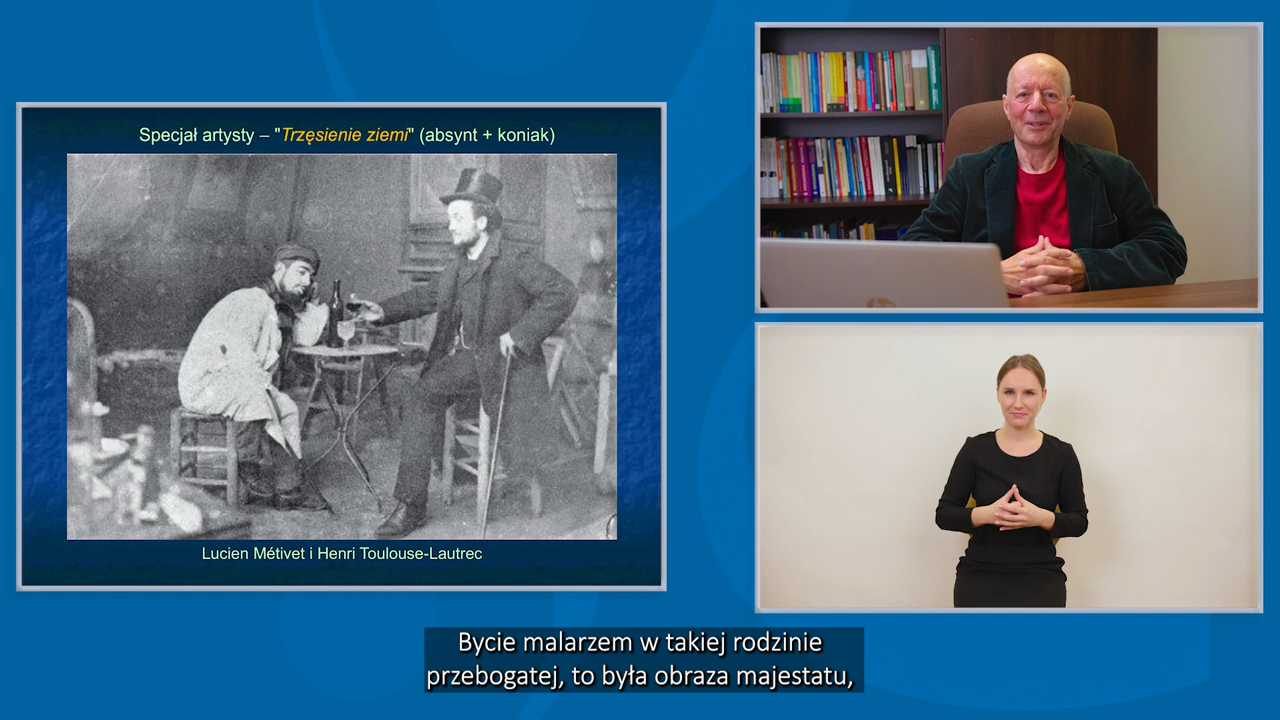 Specjał artysty – "Trzęsienie ziemi" (absynt + koniak)
Lucien Métivet i Henri Toulouse-Lautrec
Bycie malarzem w takiej rodzinie
przebogatej, to była obraza majestatu,